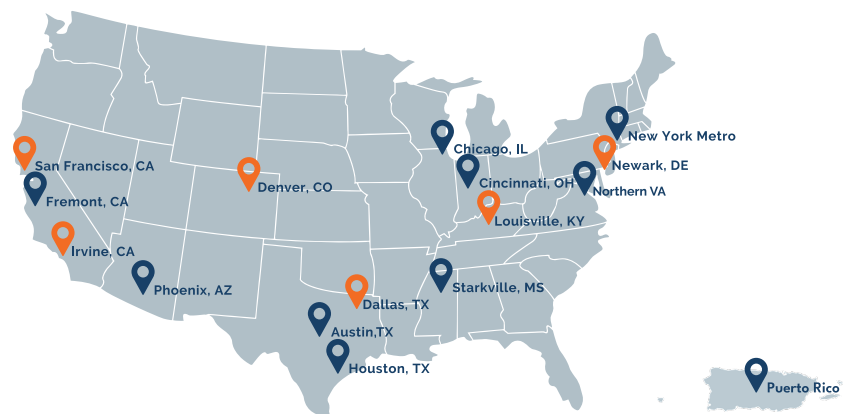 New York Metro
Chicago, IL
San Francisco, CA
Newark, DE
Denver, CO
Cincinnati, OH
Northern VA
Fremont, CA
Louisville, KY
Irvine, CA
Phoenix, AZ
Starkville, MS
Dallas, TX
Austin,TX
Houston, TX
Puerto Rico